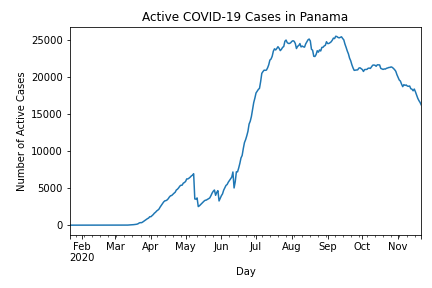 Active COVID-19 Cases in Panama
Number of Active Cases
25000
20000
15000
10000
5000
0
Feb Mar Apr May Jun Jul Aug Sep Oct Nov
2020
Day